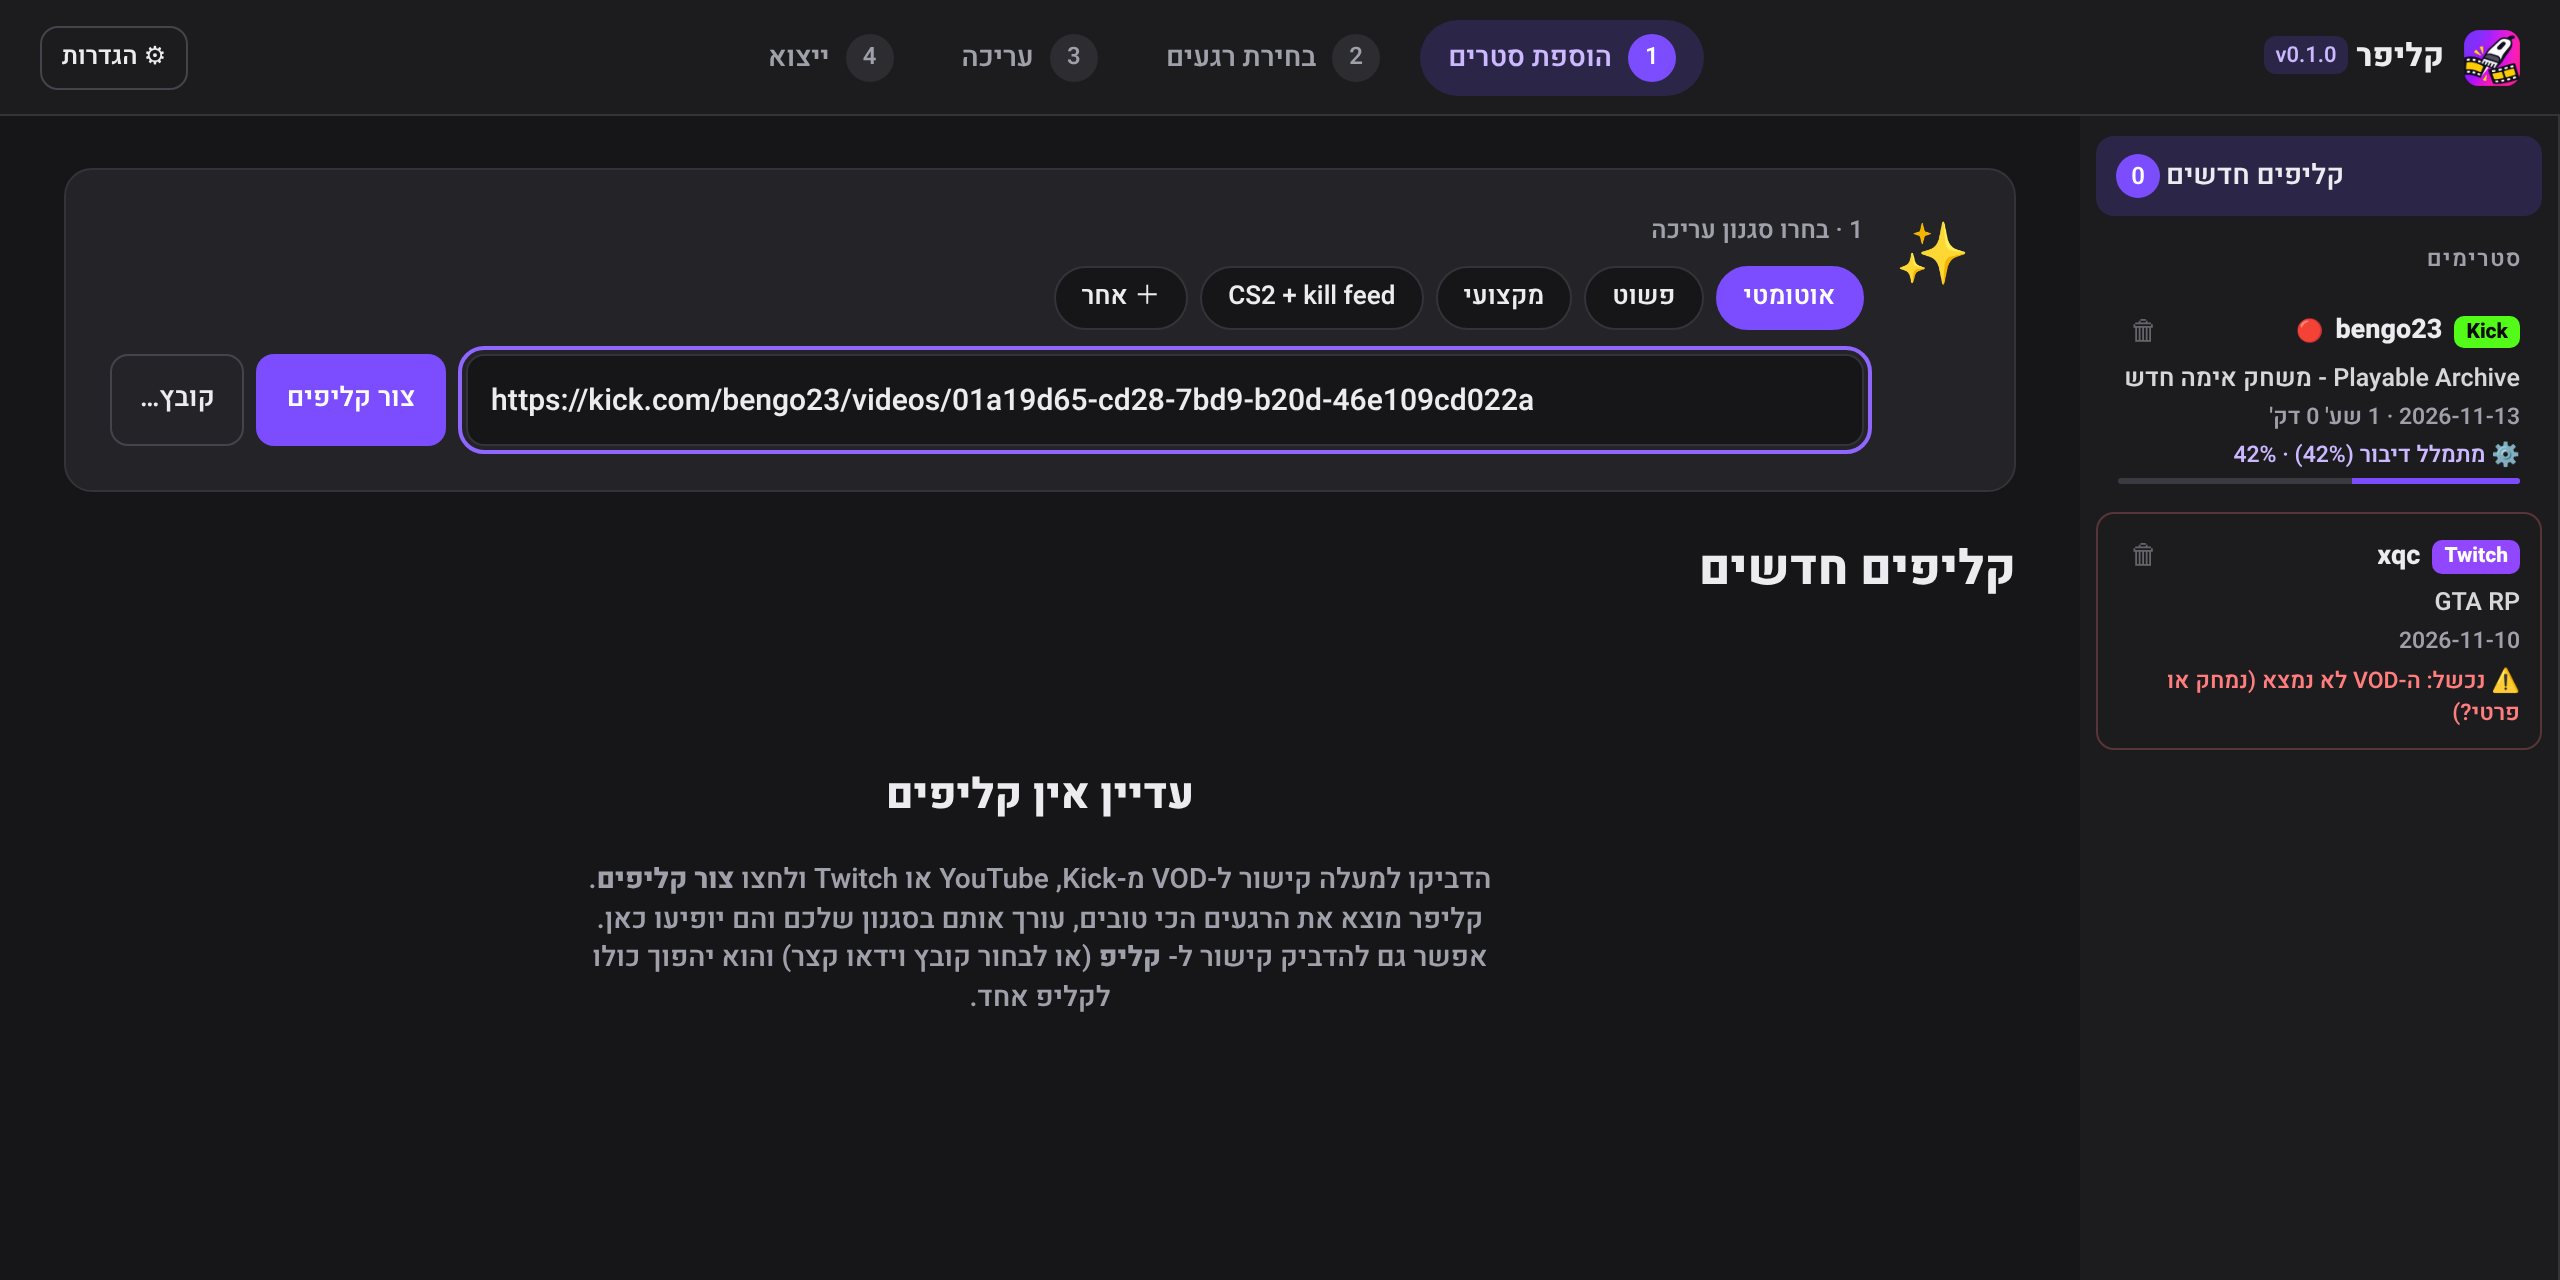 קליפר v0.1.0
1 הוספת סטרים
2 בחירת רגעים
3 עריכה
4 ייצוא
⚙ הגדרות
קליפים חדשים 0
סטרימים
Kick bengo23
Playable Archive - משחק אימה חדש
2026-11-13 · 1 שע' 0 דק'
מתמלל דיבור (42%) · 42%
Twitch xqc
GTA RP
2026-11-10
נכשל: ה-VOD לא נמצא (נמחק או
פרטי?)
1 · בחרו סגנון עריכה
אוטומטי
פשוט
מקצועי
CS2 + kill feed
+ אחר
https://kick.com/bengo23/videos/01a19d65-cd28-7bd9-b20d-46e109cd022a
צור קליפים
קובץ...
קליפים חדשים
עדיין אין קליפים
הדביקו למעלה קישור ל-VOD מ-Kick, YouTube או Twitch ולחצו צור קליפים.
קליפר מוצא את הרגעים הכי טובים, עורך אותם בסגנון שלכם והם יופיעו כאן.
אפשר גם להדביק קישור ל- קליפ (או לבחור קובץ וידאו קצר) והוא יהפוך כולו
לקליפ אחד.